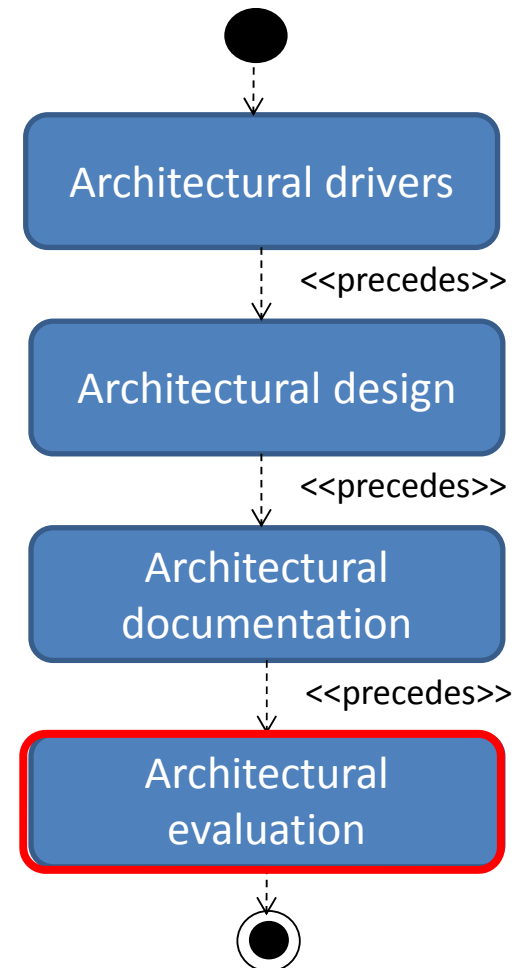 Architectural drivers
<<precedes>>
Architectural design
<<precedes>>
Architectural
documentation
<<precedes>>
Architectural
evaluation